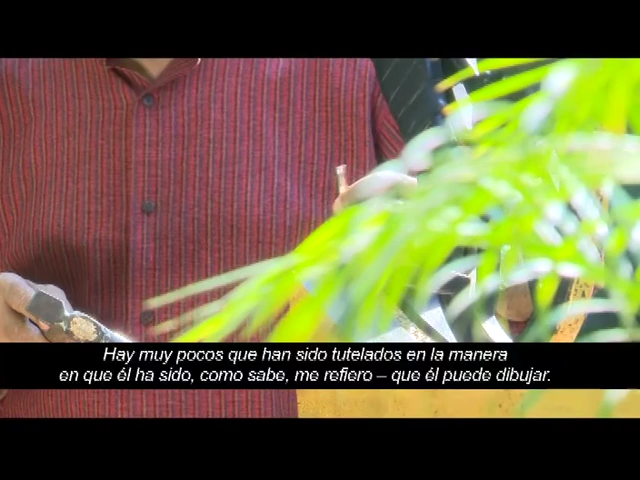 Hay muy pocos que han sido tutelados en la manera
en que él ha sido, como sabe, me refiero – que él puede dibujar.